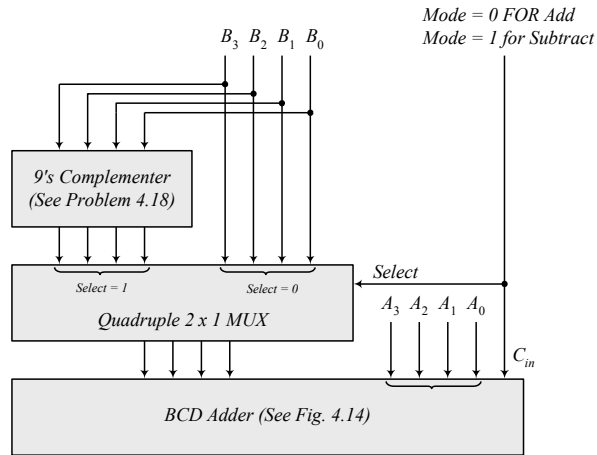 Mode = 0 FOR Add
Mode = 1 for Subtract
B3 B2 B1 B0
9's Complementer
(See Problem 4.18)
Select = 1
Select = 0
Select
Quadruple 2 x 1 MUX
A3 A2 A1 A0
Cin
BCD Adder (See Fig. 4.14)